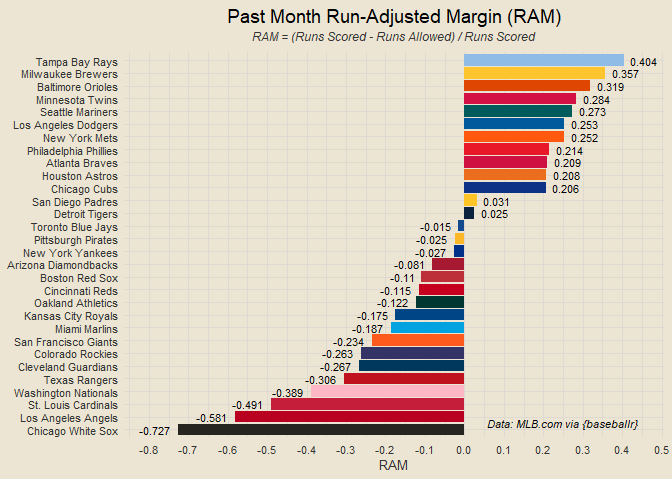 Past Month Run-Adjusted Margin (RAM)
RAM = (Runs Scored - Runs Allowed) / Runs Scored
Tampa Bay Rays 0.404
Milwaukee Brewers 0.357
Baltimore Orioles 0.319
Minnesota Twins 0.284
Seattle Mariners 0.273
Los Angeles Dodgers 0.253
New York Mets 0.252
Philadelphia Phillies 0.214
Atlanta Braves 0.209
Houston Astros 0.208
Chicago Cubs 0.206
San Diego Padres 0.031
Detroit Tigers 0.025
Toronto Blue Jays -0.015
Pittsburgh Pirates -0.025
New York Yankees -0.027
Arizona Diamondbacks -0.081
Boston Red Sox -0.11
Cincinnati Reds -0.115
Oakland Athletics -0.122
Kansas City Royals -0.175
Miami Marlins -0.187
San Francisco Giants -0.234
Colorado Rockies -0.263
Cleveland Guardians -0.267
Texas Rangers -0.306
Washington Nationals -0.389
St. Louis Cardinals -0.491
Los Angeles Angels -0.581
Data: MLB.com via {baseballr}
Chicago White Sox -0.727
-0.8 -0.7 -0.6 -0.5 -0.4 -0.3 -0.2 -0.1 0.0 0.1 0.2 0.3 0.4 0.5
RAM